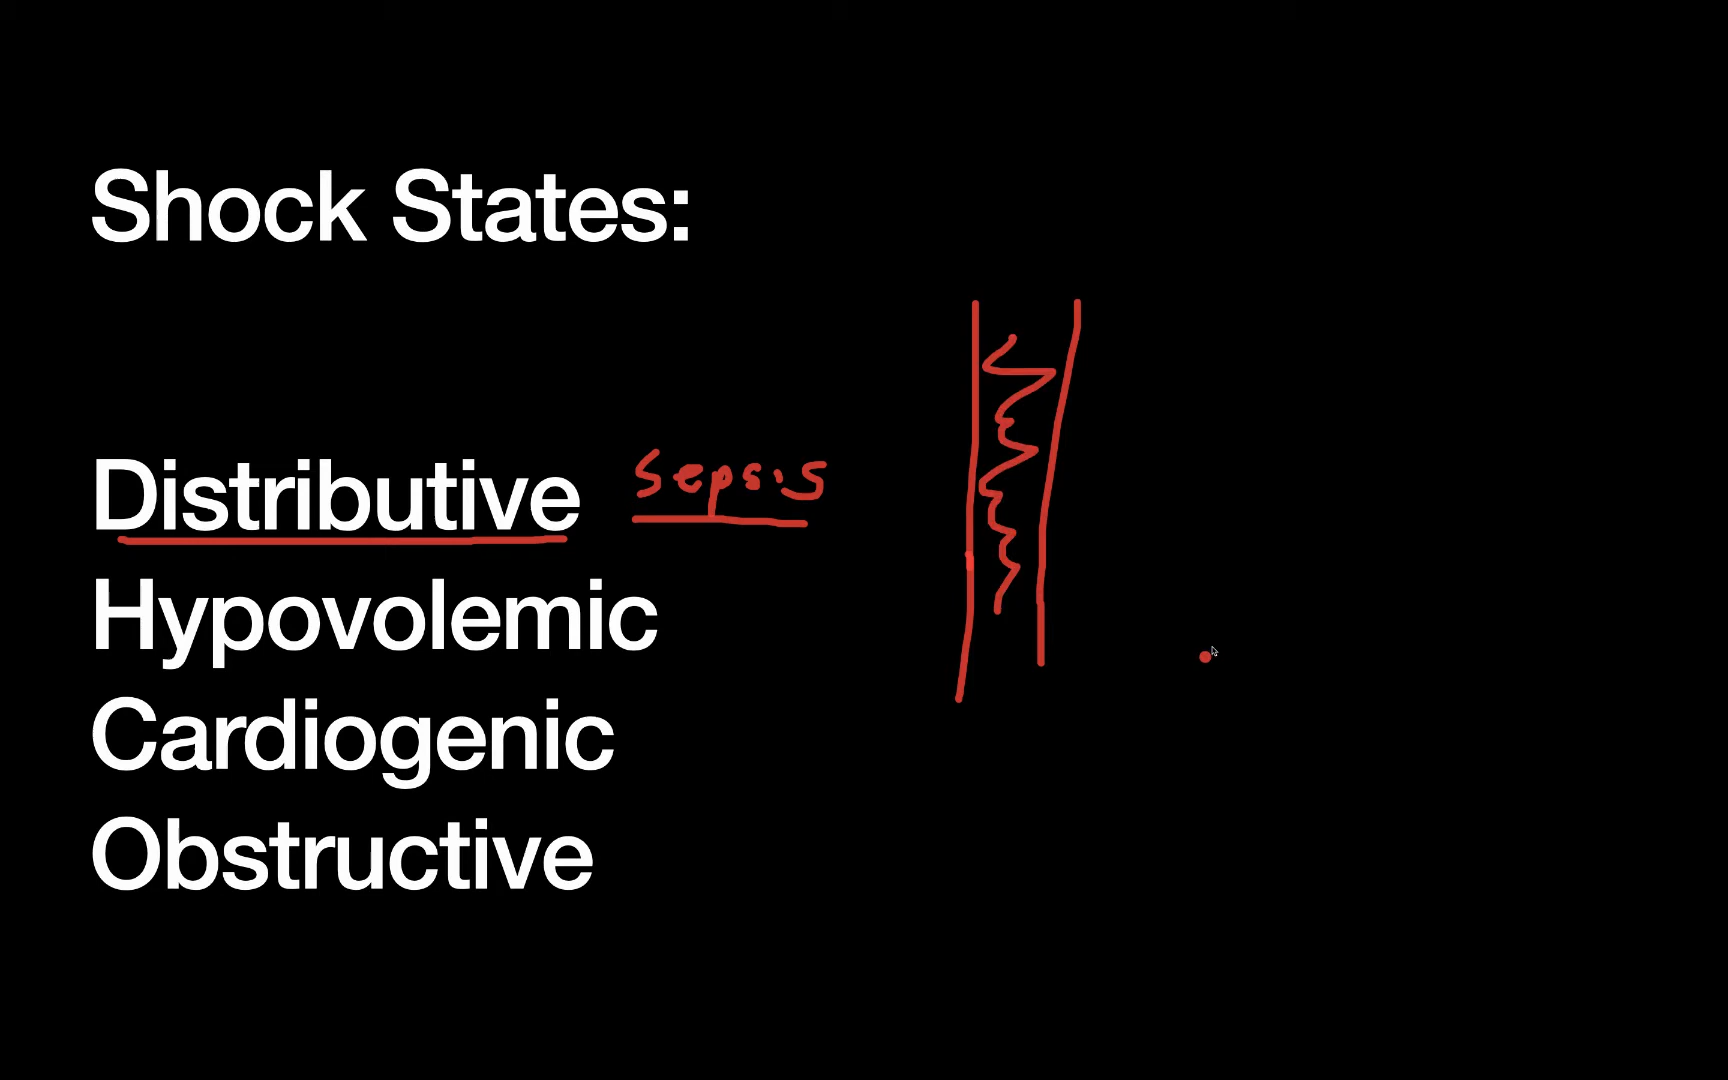 Shock States:
Distributive sepsis
Hypovolemic
Cardiogenic
Obstructive